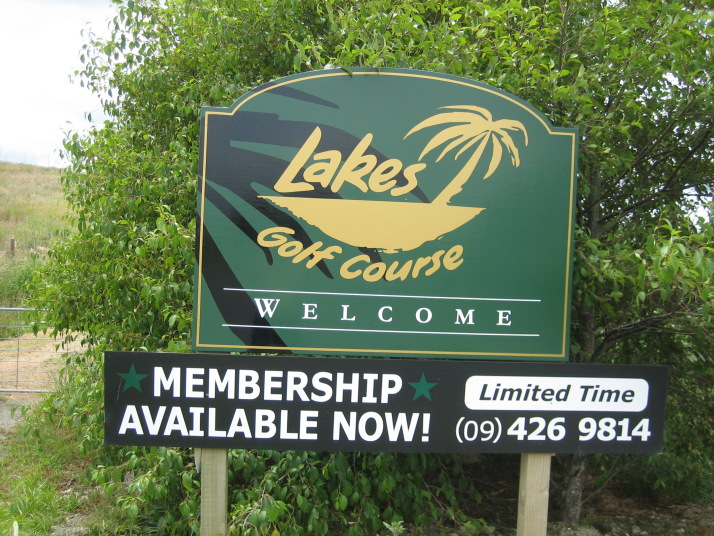 Lakes
Golf Course
WELCOME
MEMBERSHIP
AVAILABLE NOW!
Limited Time
(09) 426 9814